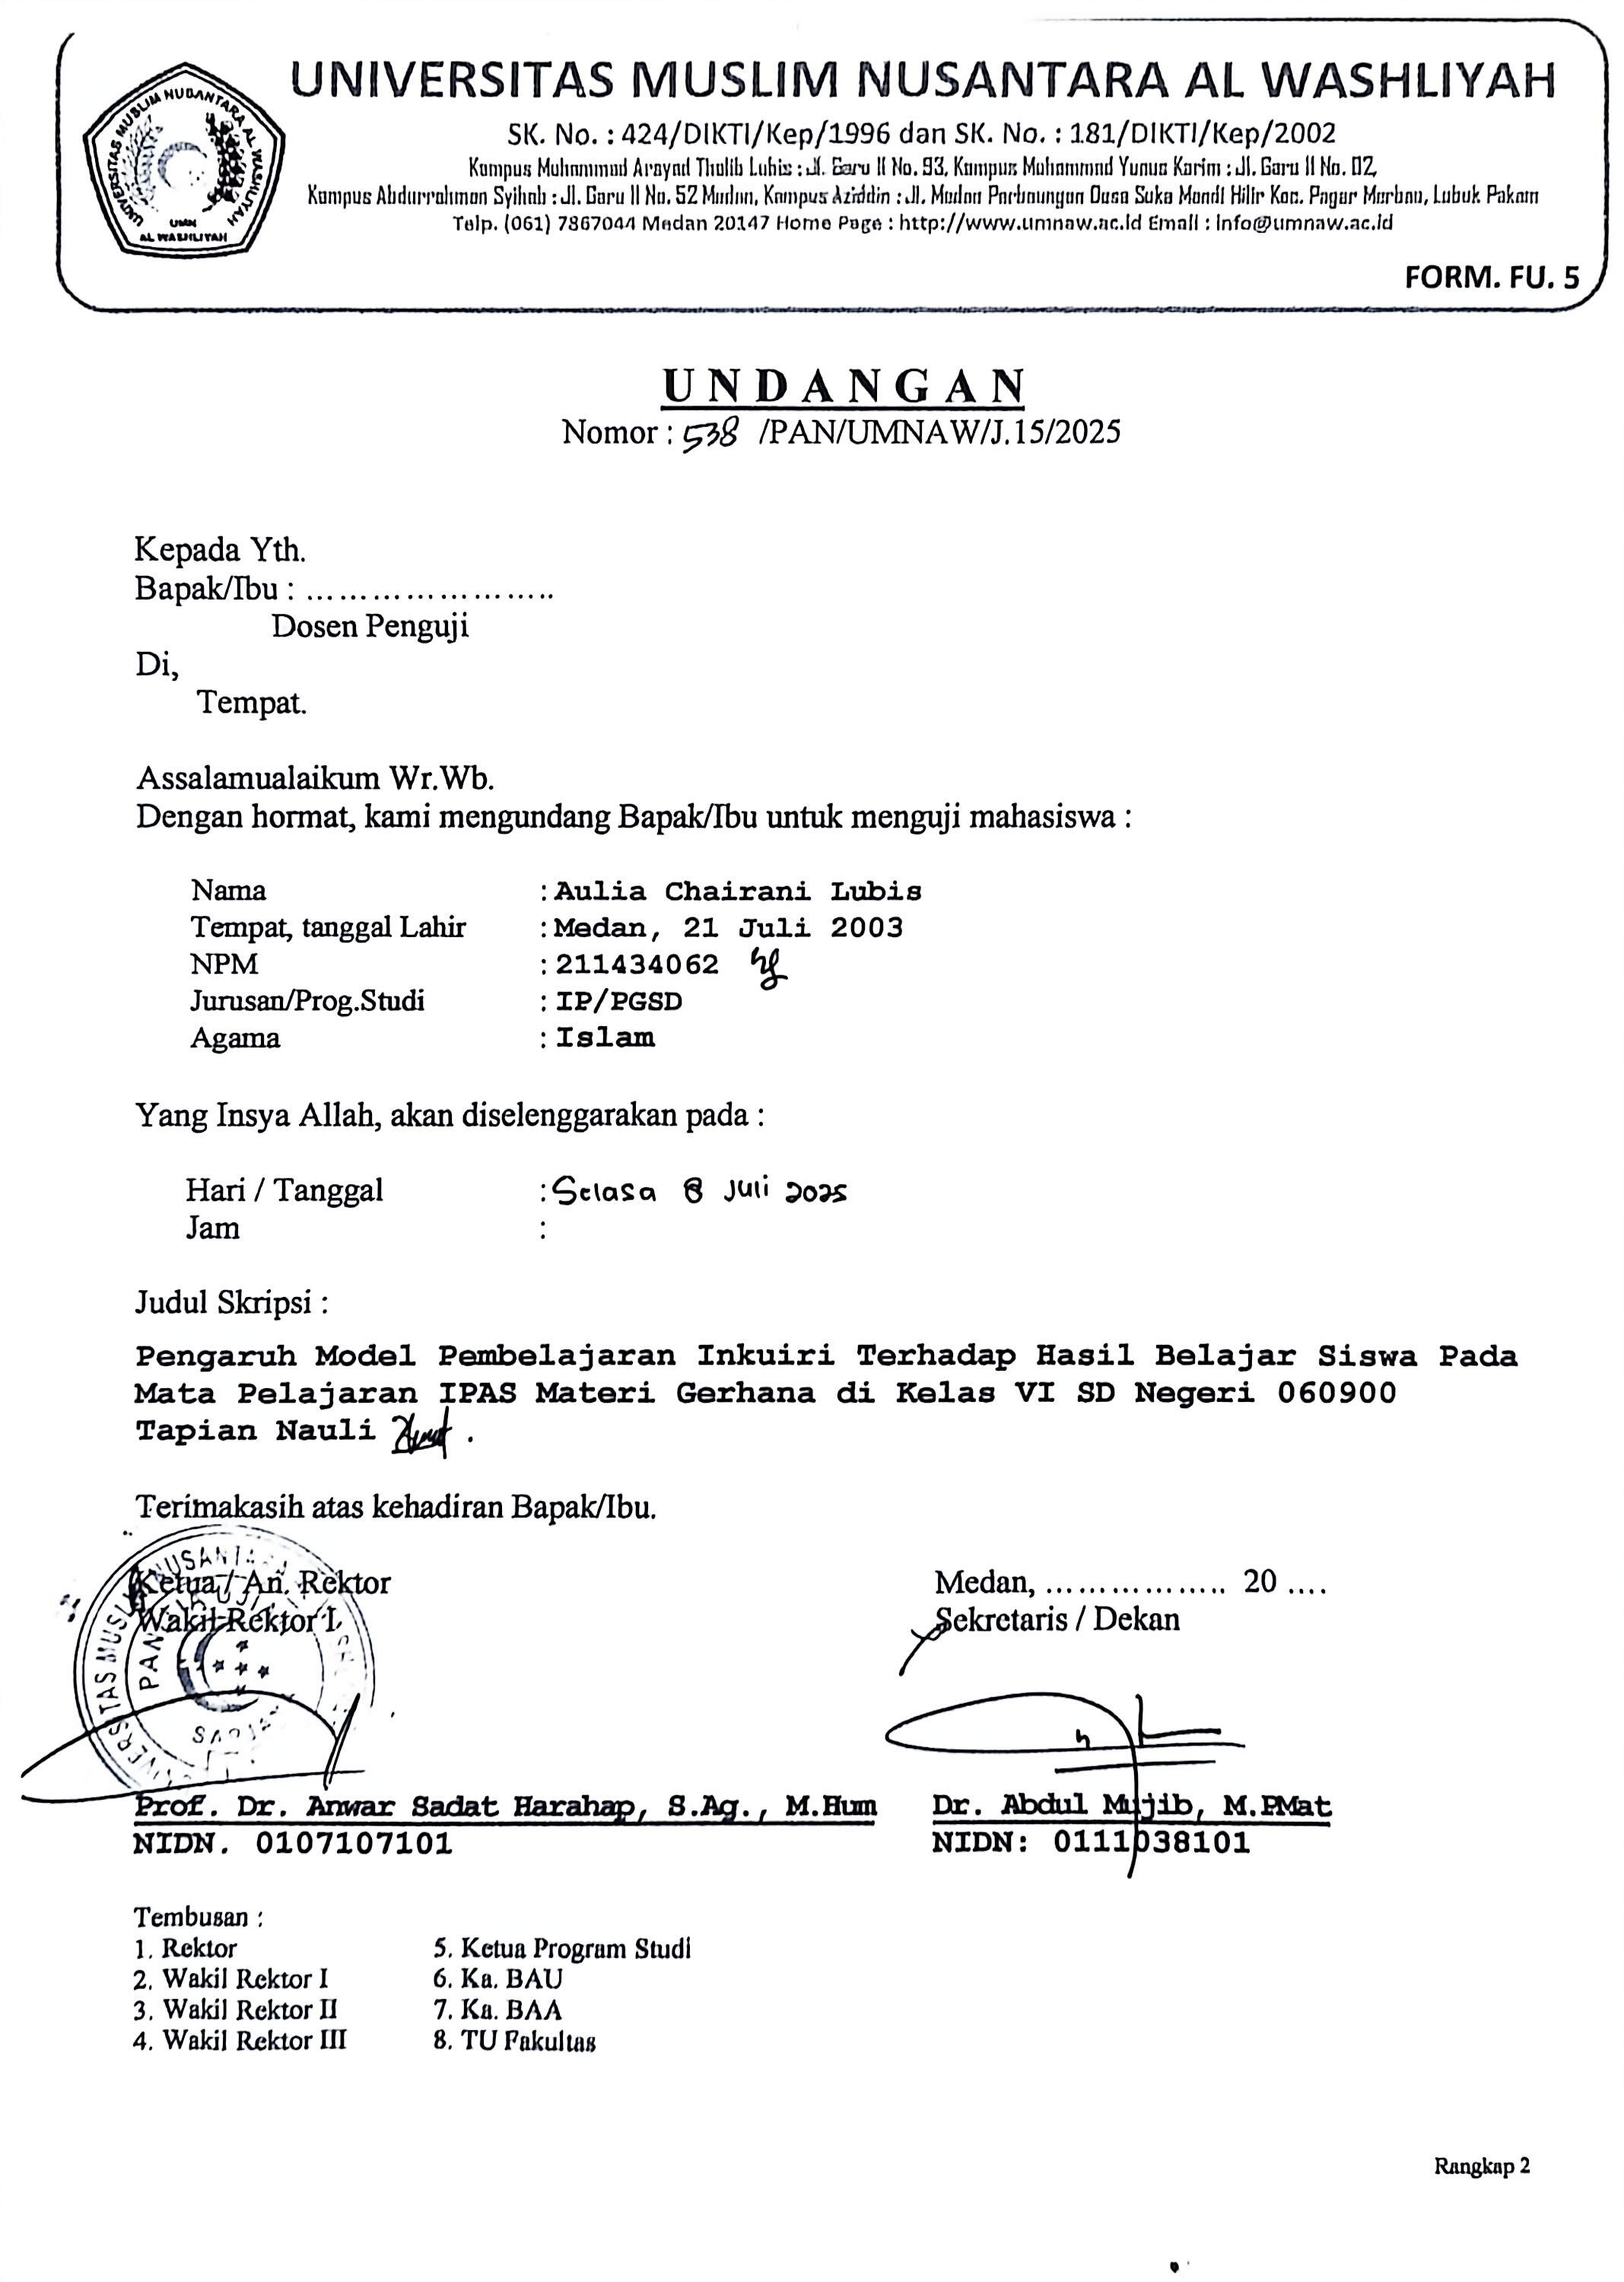 UNIVERSITAS MUSLIM NUSANTARA AL WASHLIYAH
UMN
AL WASHLIYAH
UNIVERSITAS MUSLIM NUSANTARA AL WASHLIYAH
SK. No. : 424/DIKTI/Kep/1996 dan SK. No. : 181/DIKTI/Kep/2002
Kampus Muhammad Arsyad Thalib Lubis : Jl. Garu II No. 93, Kampus Muhammad Yunus Karim : Jl. Garu II No. 02,
Kampus Abdurrahman Syihab : Jl. Garu II No. 52 Medan, Kampus Aziddin : Jl. Medan Perbaungan Desa Suka Mandi Hilir Kec. Pagar Merbau, Lubuk Pakam
Telp. (061) 7867044 Medan 20147 Home Page : http://www.umnaw.ac.id Email : info@umnaw.ac.id
FORM. FU. 5
UNDANGAN
Nomor : 538 /PAN/UMNAW/J.15/2025
Kepada Yth.
Bapak/Ibu : ……………………
Dosen Penguji
Di,
Tempat.
Assalamualaikum Wr.Wb.
Dengan hormat, kami mengundang Bapak/Ibu untuk menguji mahasiswa :
Nama : Aulia Chairani Lubis
Tempat, tanggal Lahir : Medan, 21 Juli 2003
NPM : 211434062
Jurusan/Prog.Studi : IP/PGSD
Agama : Islam
Yang Insya Allah, akan diselenggarakan pada :
Hari / Tanggal : Selasa 8 Juli 2025
Jam :
Judul Skripsi :
Pengaruh Model Pembelajaran Inkuiri Terhadap Hasil Belajar Siswa Pada
Mata Pelajaran IPAS Materi Gerhana di Kelas VI SD Negeri 060900
Tapian Nauli .
Terimakasih atas kehadiran Bapak/Ibu.
Ketua / An. Rektor
Wakil Rektor I
Medan, …………….. 20 ....
Sekretaris / Dekan
Prof. Dr. Anwar Sadat Harahap, S.Ag., M.Hum
NIDN. 0107107101
Dr. Abdul Mujib, M.PMat
NIDN: 0111038101
Tembusan :
1. Rektor
2. Wakil Rektor I
3. Wakil Rektor II
4. Wakil Rektor III
5. Ketua Program Studi
6. Ka. BAU
7. Ka. BAA
8. TU Fakultas
Rangkap 2